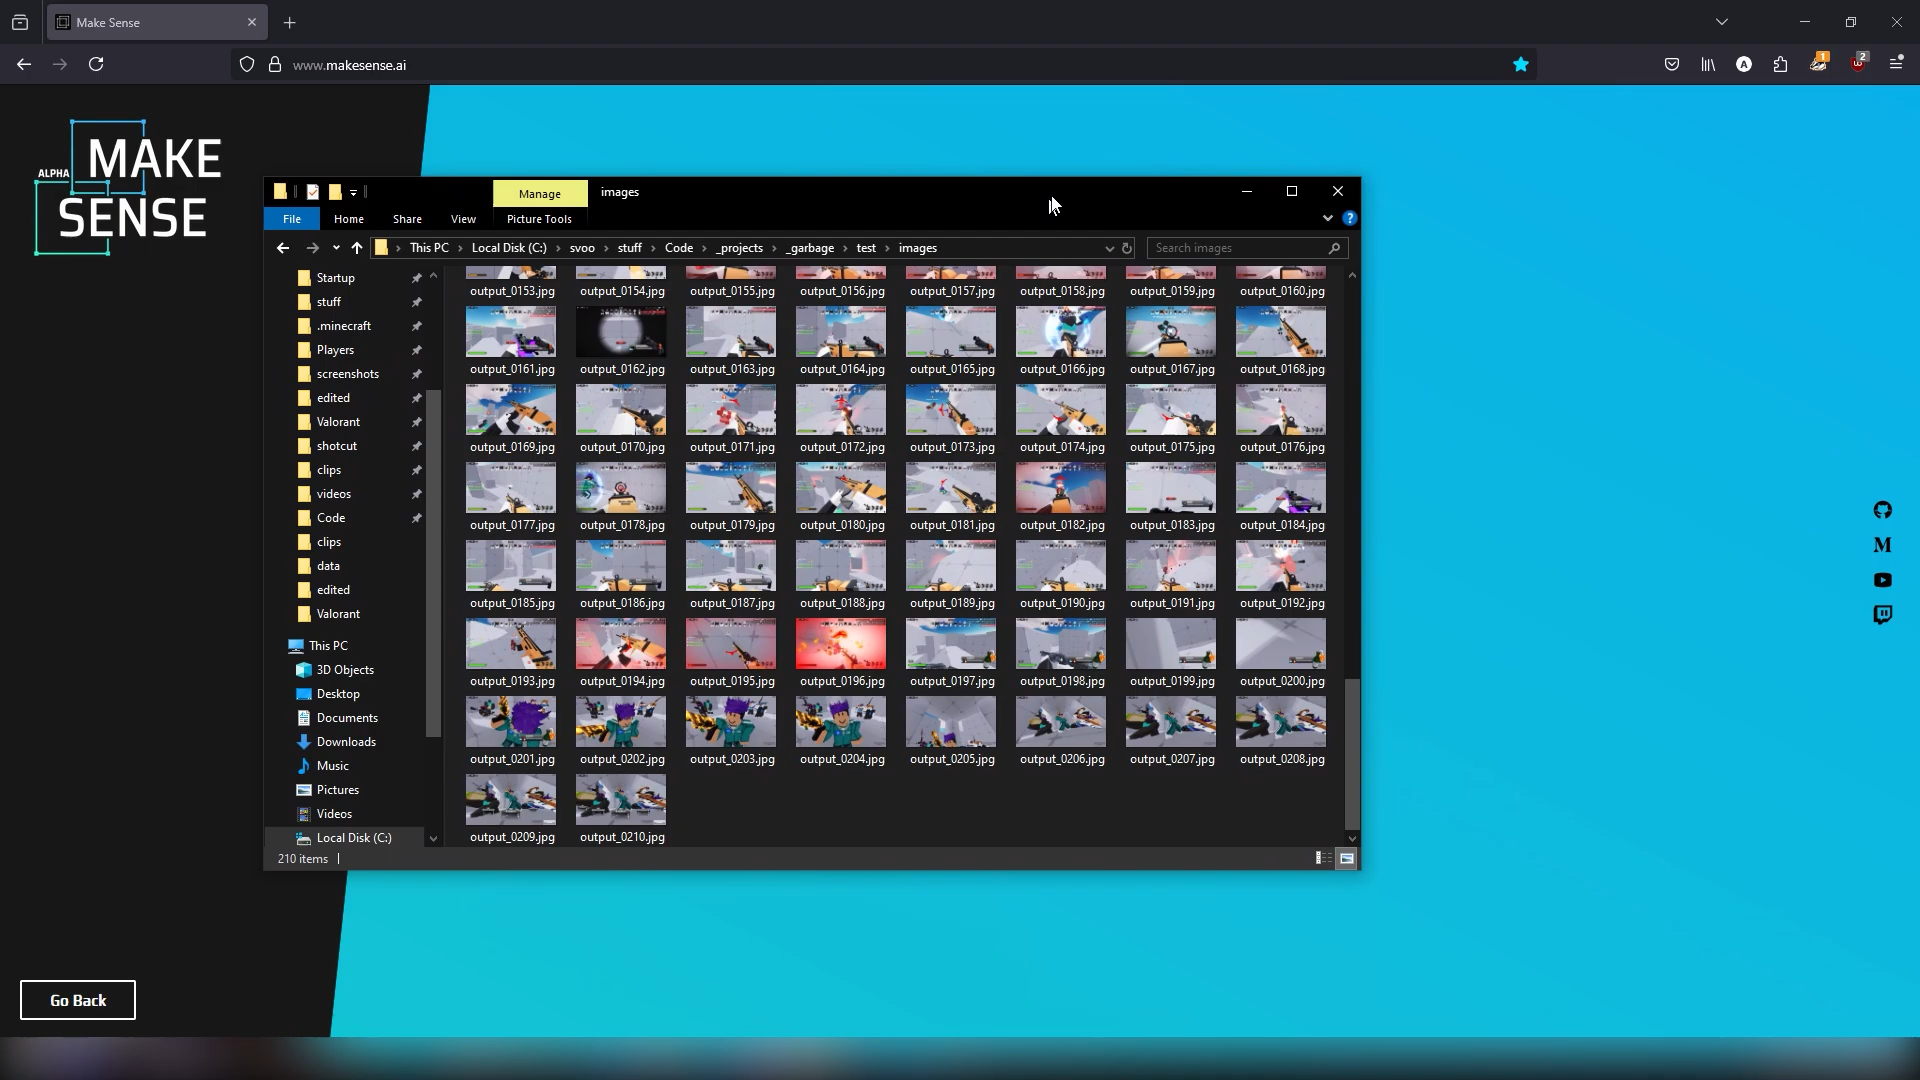 Make Sense
www.makesense.ai
1
2
A
ALPHA
MAKE
SENSE
Manage
images
File
Home
Share
View
Picture Tools
?
This PC > Local Disk (C:) > svoo > stuff > Code > _projects > _garbage > test > images
Search images
Startup
stuff
.minecraft
Players
screenshots
edited
Valorant
shotcut
clips
videos
Code
clips
data
edited
Valorant
This PC
3D Objects
Desktop
Documents
Downloads
Music
Pictures
Videos
Local Disk (C:)
output_0153.jpg output_0154.jpg output_0155.jpg output_0156.jpg output_0157.jpg output_0158.jpg output_0159.jpg output_0160.jpg
output_0161.jpg output_0162.jpg output_0163.jpg output_0164.jpg output_0165.jpg output_0166.jpg output_0167.jpg output_0168.jpg
output_0169.jpg output_0170.jpg output_0171.jpg output_0172.jpg output_0173.jpg output_0174.jpg output_0175.jpg output_0176.jpg
output_0177.jpg output_0178.jpg output_0179.jpg output_0180.jpg output_0181.jpg output_0182.jpg output_0183.jpg output_0184.jpg
output_0185.jpg output_0186.jpg output_0187.jpg output_0188.jpg output_0189.jpg output_0190.jpg output_0191.jpg output_0192.jpg
output_0193.jpg output_0194.jpg output_0195.jpg output_0196.jpg output_0197.jpg output_0198.jpg output_0199.jpg output_0200.jpg
output_0201.jpg output_0202.jpg output_0203.jpg output_0204.jpg output_0205.jpg output_0206.jpg output_0207.jpg output_0208.jpg
output_0209.jpg output_0210.jpg
210 items
M
Go Back